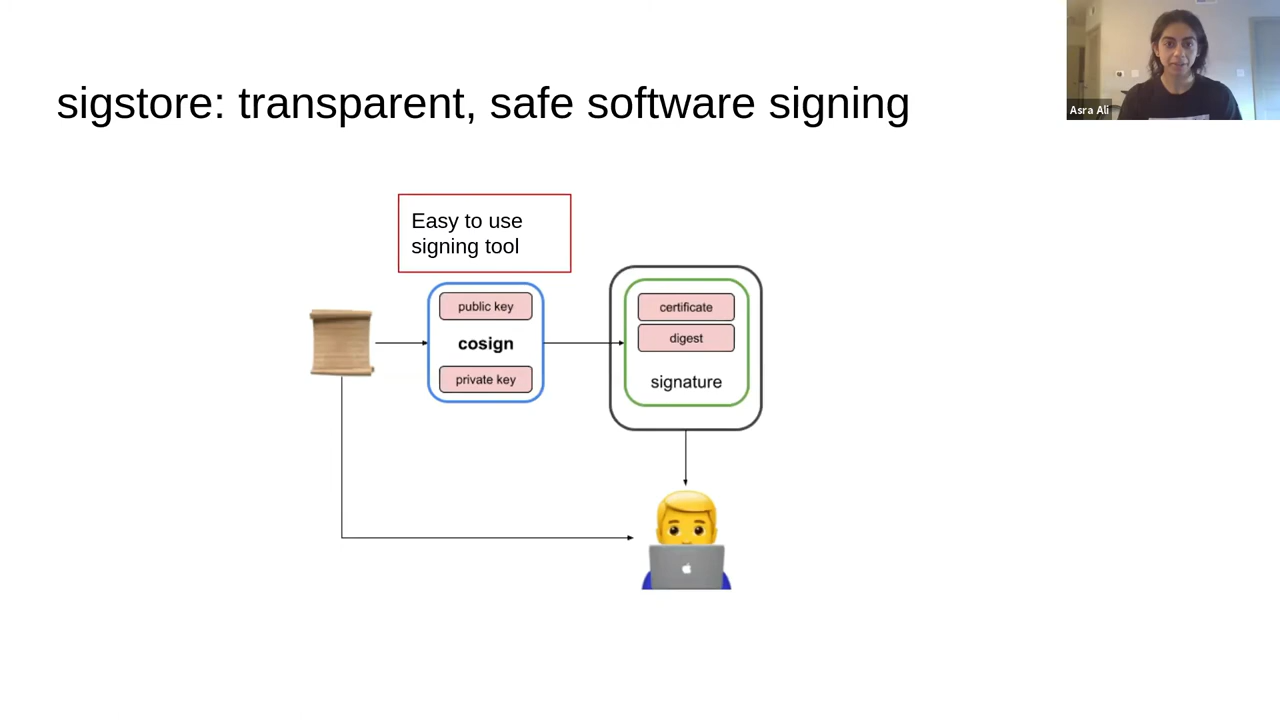 sigstore: transparent, safe software signing
Asra Ali
Easy to use
signing tool
public key
cosign
private key
certificate
digest
signature